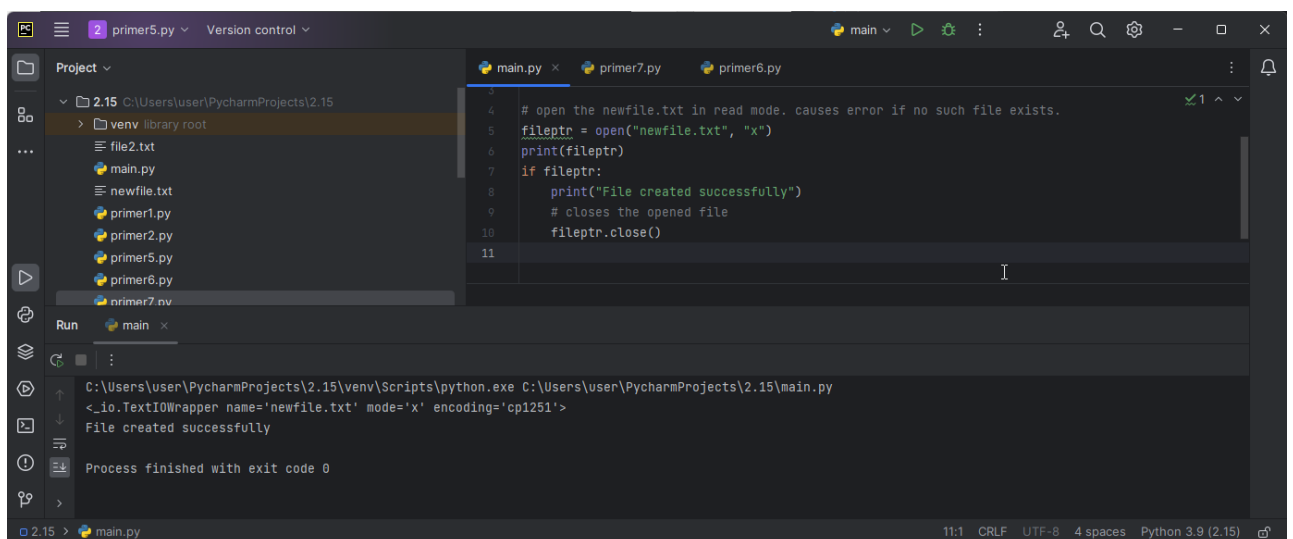 PC 2 primer5.py Version control main
Project
main.py primer7.py primer6.py
2.15 C:\Users\user\PycharmProjects\2.15
venv library root
file2.txt
main.py
newfile.txt
primer1.py
primer2.py
primer5.py
primer6.py
primer7.py
3
4 # open the newfile.txt in read mode. causes error if no such file exists.
1
5 fileptr = open("newfile.txt", "x")
6 print(fileptr)
7 if fileptr:
8 print("File created successfully")
9 # closes the opened file
10 fileptr.close()
11
Run main
C:\Users\user\PycharmProjects\2.15\venv\Scripts\python.exe C:\Users\user\PycharmProjects\2.15\main.py
<_io.TextIOWrapper name='newfile.txt' mode='x' encoding='cp1251'>
File created successfully
Process finished with exit code 0
2.15 > main.py 11:1 CRLF UTF-8 4 spaces Python 3.9 (2.15)